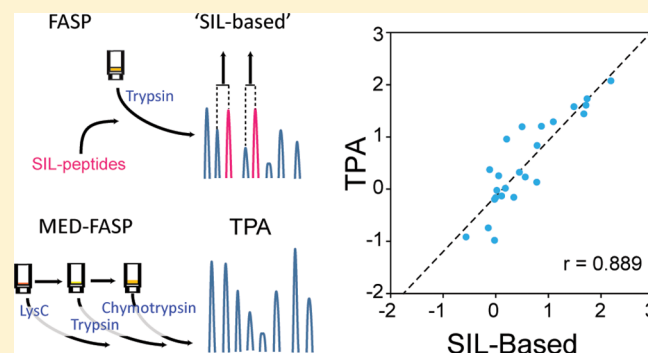 FASP
'SIL-based'
Trypsin
SIL-peptides
MED-FASP
TPA
LysC
Trypsin
Chymotrypsin
3
2
1
0
-1
-2
TPA
r = 0.889
-2 -1 0 1 2 3
SIL-Based